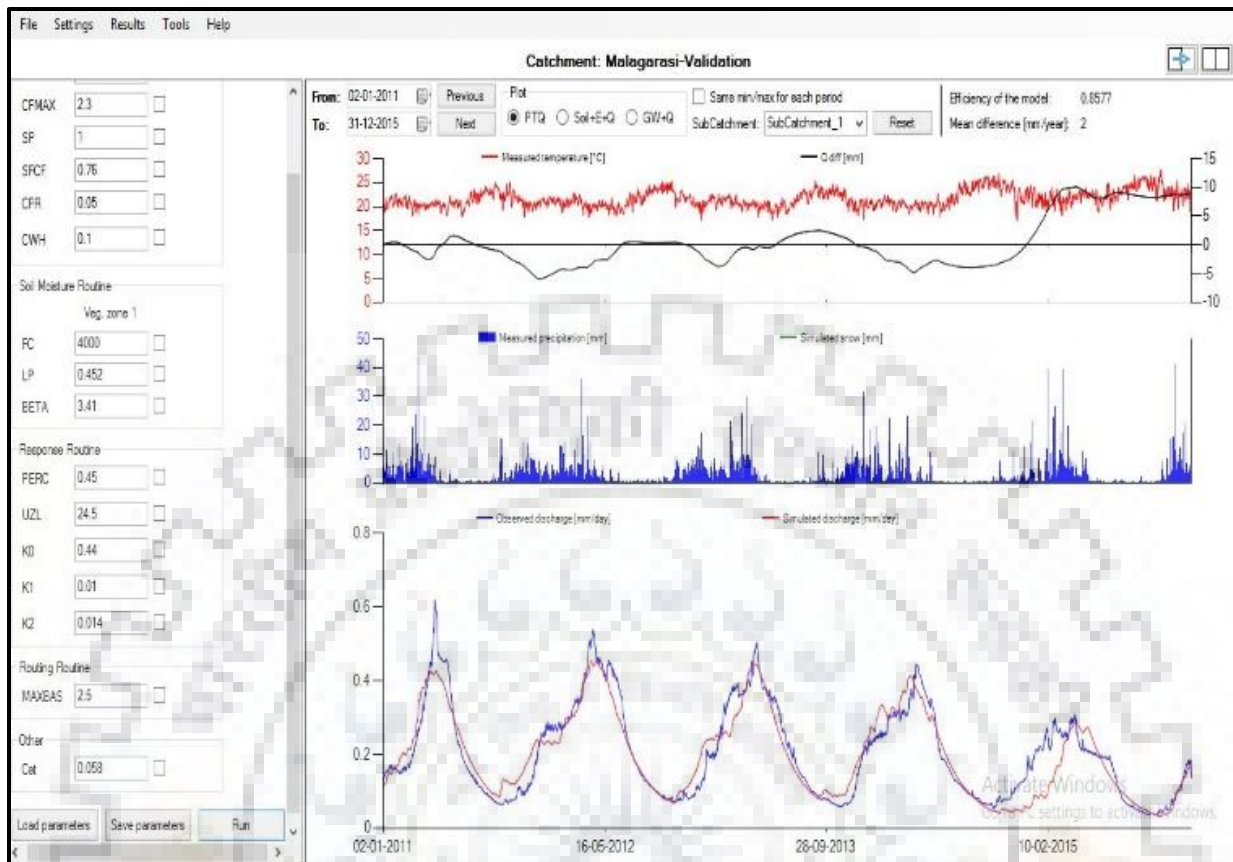 File Settings Results Tools Help
Catchment: Malagarasi-Validation
CFMAX 2.3
SP 1
SFCF 0.76
CFR 0.05
CWH 0.1
Soil Moisture Routine
Veg. zone 1
FC 4000
LP 0.452
BETA 3.41
Response Routine
PERC 0.45
UZL 24.5
K0 0.44
K1 0.01
K2 0.014
Routing Routine
MAXBAS 2.5
Other
Cet 0.058
Load parameters Save parameters Run
From: 02-01-2011 Previous
To: 31-12-2015 Next
Plot
PTQ Soil+E+Q GW+Q
Same min/max for each period
SubCatchment: SubCatchment_1 Reset
Efficiency of the model: 0.8577
Mean difference [mm/year]: 2
Measured temperature [°C] Q diff [mm]
30
25
20
15
10
5
0
15
10
5
0
-5
-10
Measured precipitation [mm] Simulated snow [mm]
50
40
30
20
10
0
Observed discharge [mm/day] Simulated discharge [mm/day]
0.8
0.6
0.4
0.2
0
02-01-2011 16-06-2012 28-09-2013 10-02-2015
Activate Windows
settings to activate Windows.